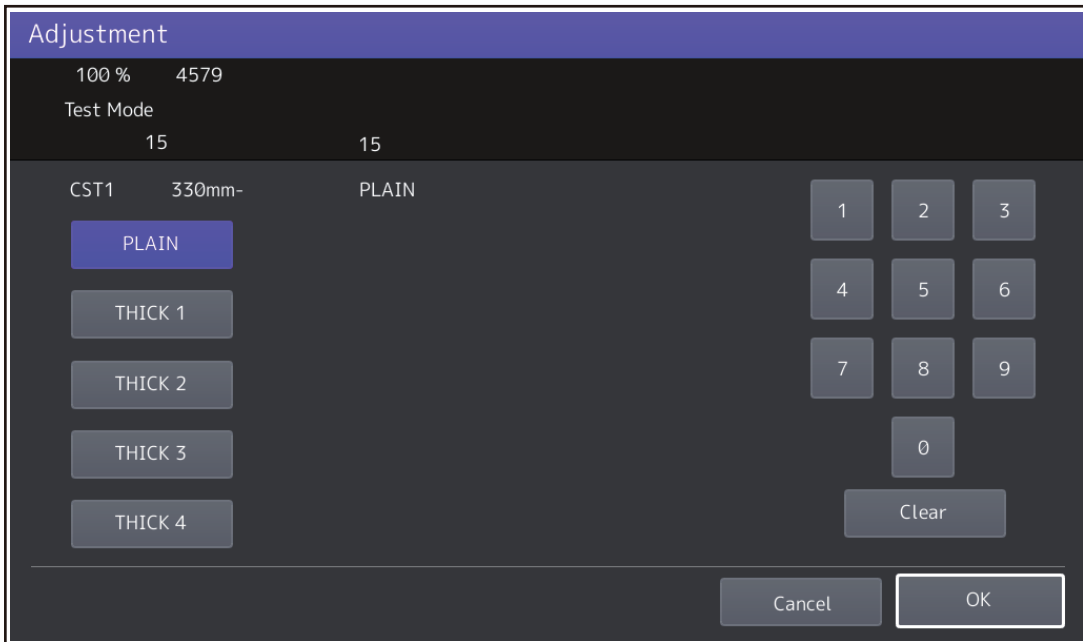 Adjustment
100 % 4579
Test Mode
15 15
CST1 330mm- PLAIN
PLAIN
THICK 1
THICK 2
THICK 3
THICK 4
1 2 3
4 5 6
7 8 9
0
Clear
Cancel OK